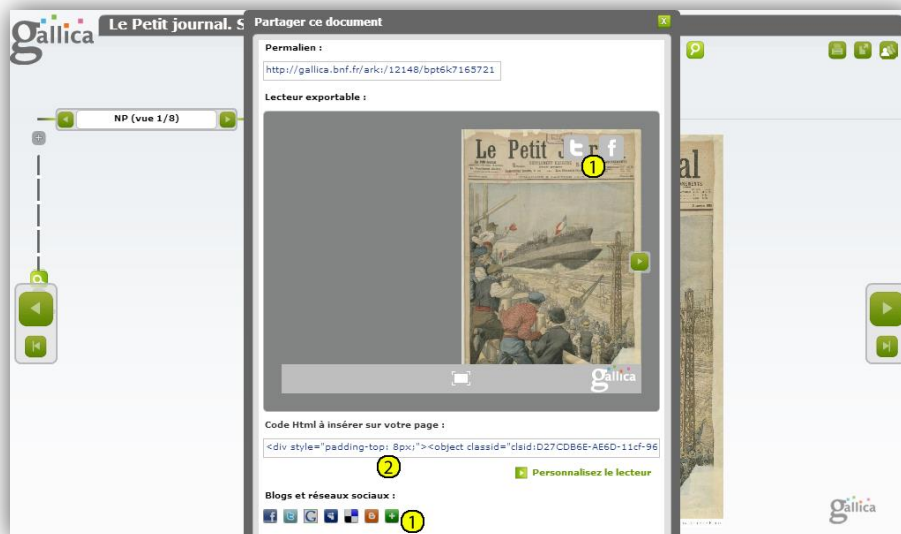 gallica
Le Petit journal. S
Partager ce document
x
Permalien :
http://gallica.bnf.fr/ark:/12148/bpt6k7165721
Lecteur exportable :
NP (vue 1/8)
Le Petit Journal
1
gallica
Code Html à insérer sur votre page :
<div style="padding-top: 8px;"><object classid="clsid:D27CDB6E-AE6D-11cf-96
2
Personnalisez le lecteur
Blogs et réseaux sociaux :
1
gallica